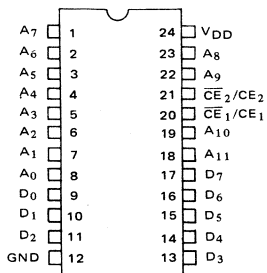 A7 1 24 VDD
A6 2 23 A8
A5 3 22 A9
A4 4 21 C̅E̅2/CE2
A3 5 20 C̅E̅1/CE1
A2 6 19 A10
A1 7 18 A11
A0 8 17 D7
D0 9 16 D6
D1 10 15 D5
D2 11 14 D4
GND 12 13 D3